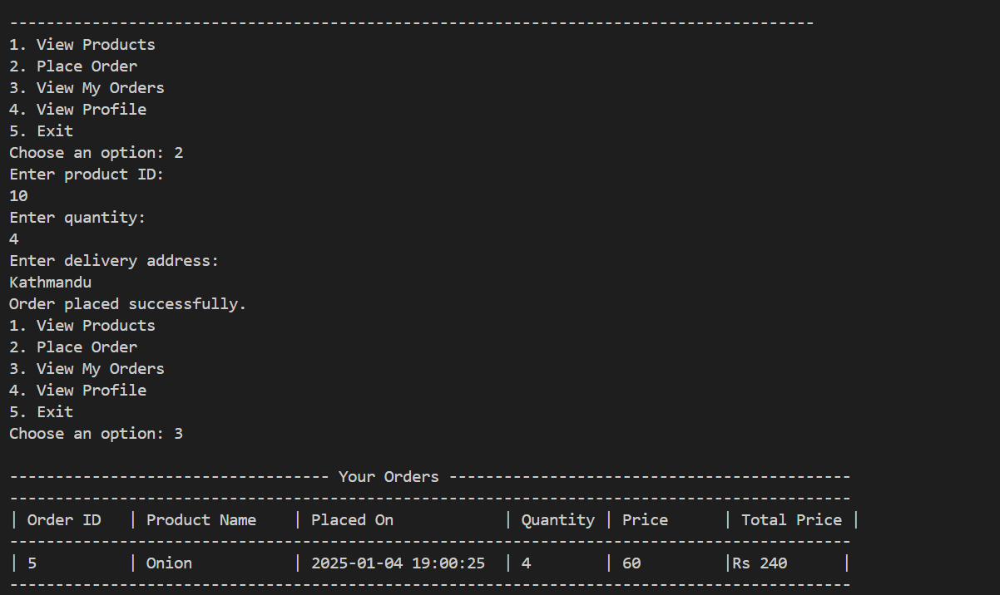 ----------------------------------------------------------------------------------------
1. View Products
2. Place Order
3. View My Orders
4. View Profile
5. Exit
Choose an option: 2
Enter product ID:
10
Enter quantity:
4
Enter delivery address:
Kathmandu
Order placed successfully.
1. View Products
2. Place Order
3. View My Orders
4. View Profile
5. Exit
Choose an option: 3
----------------------------------- Your Orders --------------------------------------------
--------------------------------------------------------------------------------------------
| Order ID   | Product Name    | Placed On            | Quantity | Price      | Total Price |
--------------------------------------------------------------------------------------------
| 5          | Onion           | 2025-01-04 19:00:25  | 4        | 60         |Rs 240      |
--------------------------------------------------------------------------------------------